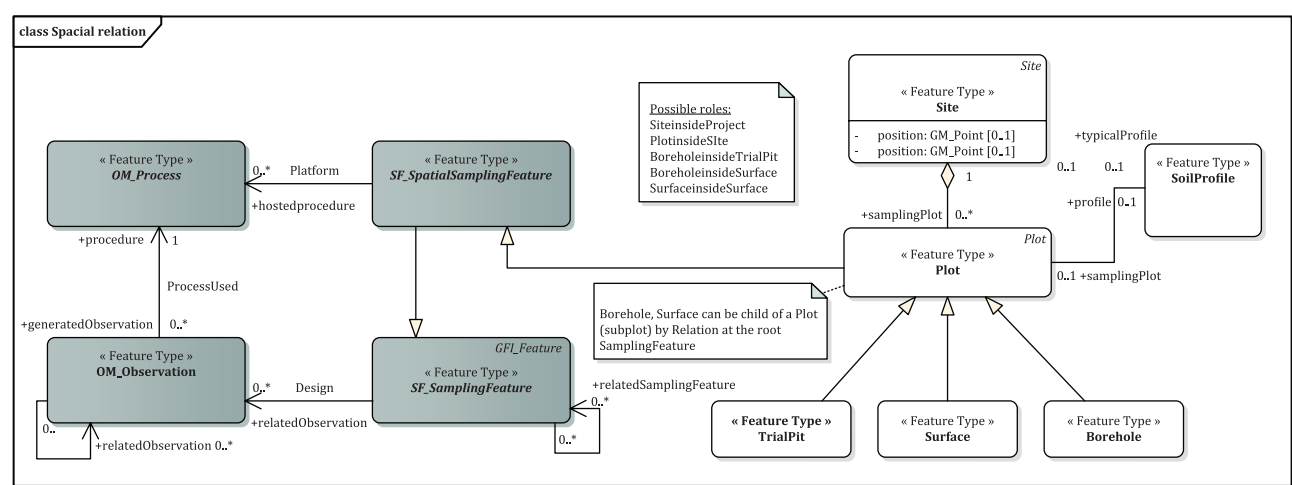 class Spacial relation
Site
« Feature Type »
Site
- position: GM_Point [0..1]
- position: GM_Point [0..1]
Possible roles:
SiteinsideProject
PlotinsideSIte
BoreholeinsideTrialPit
BoreholeinsideSurface
SurfaceinsideSurface
+typicalProfile
0..1 0..1
« Feature Type »
SoilProfile
+profile 0..1
« Feature Type »
OM_Process
0..* Platform
+hostedprocedure
« Feature Type »
SF_SpatialSamplingFeature
1
+samplingPlot 0..*
Plot
« Feature Type »
Plot
0..1 +samplingPlot
+procedure 1
ProcessUsed
+generatedObservation 0..*
Borehole, Surface can be child of a Plot
(subplot) by Relation at the root
SamplingFeature
« Feature Type »
OM_Observation
0..* Design
+relatedObservation
GFI_Feature
« Feature Type »
SF_SamplingFeature
+relatedSamplingFeature
0..*
0..*
0..
+relatedObservation 0..*
« Feature Type »
TrialPit
« Feature Type »
Surface
« Feature Type »
Borehole